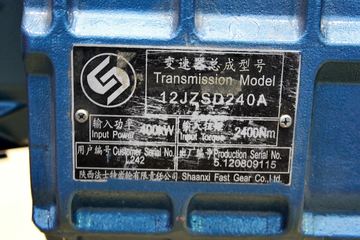 变速器总成型号
Transmission Model
12JZSD240A
输入功率 400KW 输入扭矩 2400Nm
Input Power Input Torque
用户编号 Customer Serial No. 出厂编号 Production Serial No.
L242 5.120809115
陕西法士特齿轮有限责任公司 Shaanxi Fast Gear Co., Ltd.